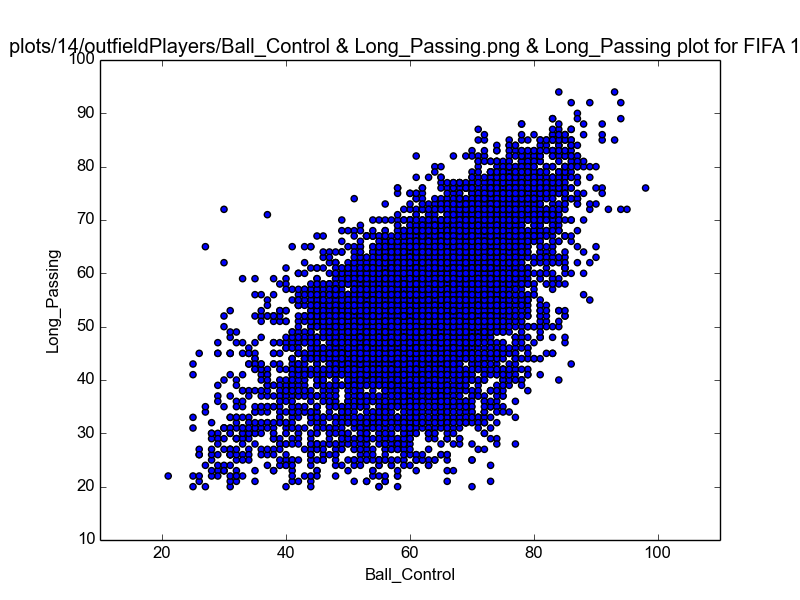 plots/14/outfieldPlayers/Ball_Control & Long_Passing.png & Long_Passing plot for FIFA 1
100
90
80
70
60
50
40
30
20
10
Long_Passing
20 40 60 80 100
Ball_Control